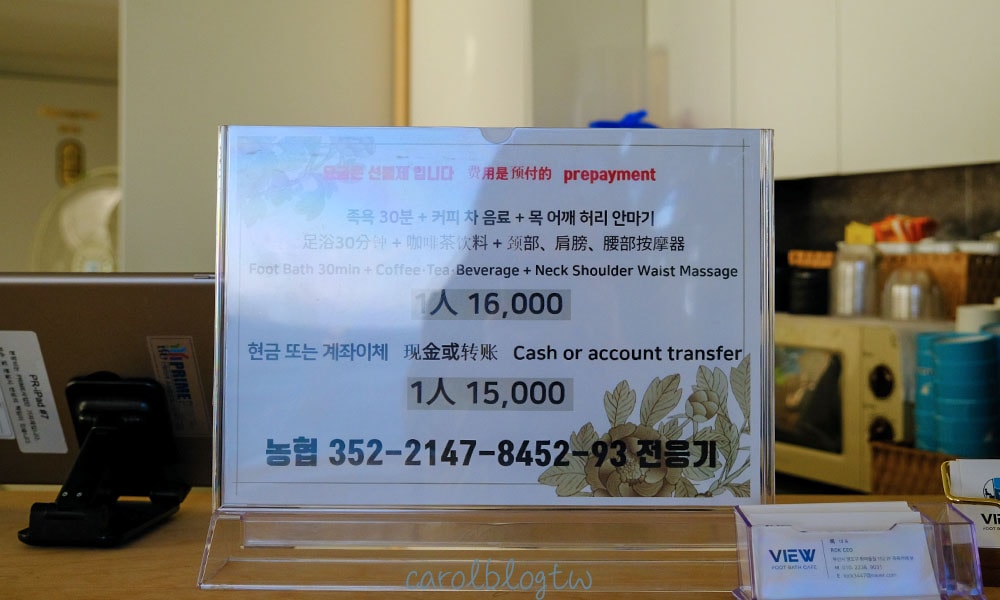 요금은 선불제 입니다 费用是预付的 prepayment
족욕 30분 + 커피 차 음료 + 목 어깨 허리 안마기
足浴30分钟 + 咖啡茶饮料 + 颈部、肩膀、腰部按摩器
Foot Bath 30min + Coffee·Tea·Beverage + Neck Shoulder Waist Massage
1人 16,000
현금 또는 계좌이체 现金或转账 Cash or account transfer
1人 15,000
농협 352-2147-8452-93 전응기
PR-iPad #7
PRIME
VIEW
FOOT BATH CAFE
carolblogtw